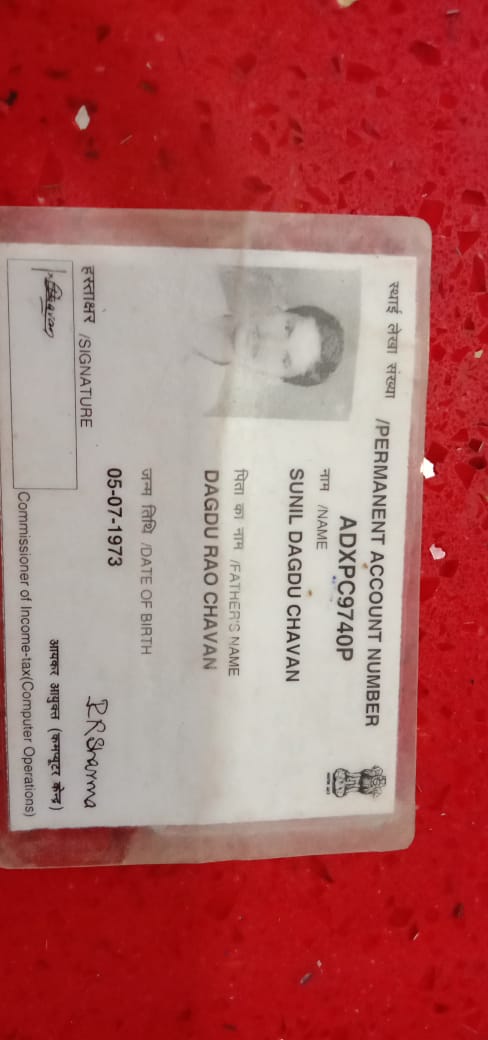 स्थाई लेखा संख्या /PERMANENT ACCOUNT NUMBER
ADXPC9740P
नाम /NAME
SUNIL DAGDU CHAVAN
पिता का नाम /FATHER'S NAME
DAGDU RAO CHAVAN
जन्म तिथि /DATE OF BIRTH
05-07-1973
हस्ताक्षर /SIGNATURE
R R Sharma
आयकर आयुक्त (कम्प्यूटर केन्द्र)
Commissioner of Income-tax(Computer Operations)